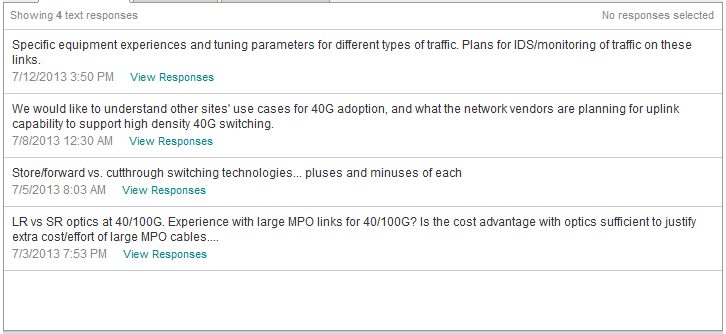 Showing 4 text responses
No responses selected
Specific equipment experiences and tuning parameters for different types of traffic. Plans for IDS/monitoring of traffic on these
links.
7/12/2013 3:50 PM View Responses
We would like to understand other sites' use cases for 40G adoption, and what the network vendors are planning for uplink
capability to support high density 40G switching.
7/8/2013 12:30 AM View Responses
Store/forward vs. cutthrough switching technologies... pluses and minuses of each
7/5/2013 8:03 AM View Responses
LR vs SR optics at 40/100G. Experience with large MPO links for 40/100G? Is the cost advantage with optics sufficient to justify
extra cost/effort of large MPO cables....
7/3/2013 7:53 PM View Responses